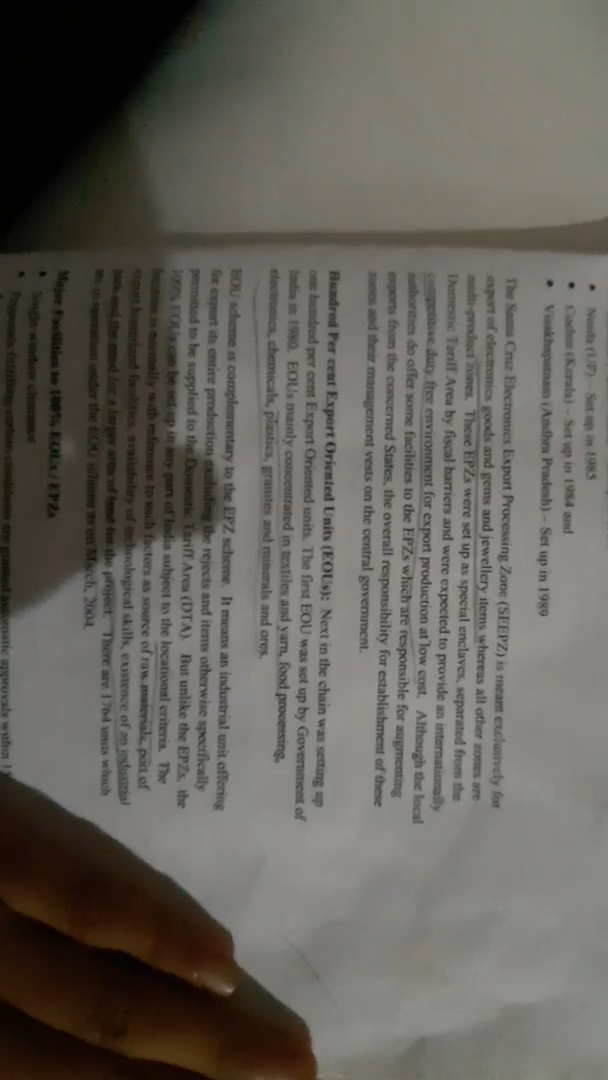 • Noida (UP) – Set up in 1985
• Cochin (Kerala) – Set up in 1984 and
• Visakhapatnam (Andhra Pradesh) – Set up in 1989
The Santa Cruz Electronics Export Processing Zone (SEEPZ) is meant exclusively for
export of electronics goods and gems and jewellery items whereas all other zones are
multi-product zones. These EPZs were set up as special enclaves, separated from the
Domestic Tariff Area by fiscal barriers and were expected to provide an internationally
competitive duty free environment for export production at low cost. Although the local
authorities do offer some facilities to the EPZs which are responsible for augmenting
exports from the concerned States, the overall responsibility for establishment of these
zones and their management vests on the central government.
Hundred Per cent Export Oriented Units (EOUs): Next in the chain was setting up
one hundred per cent Export Oriented units. The first EOU was set up by Government of
India in 1980. EOUs mainly concentrated in textiles and yarn, food processing,
electronics, chemicals, plastics, granites and minerals and ores.
EOU scheme is complementary to the EPZ scheme. It means an industrial unit offering
for export its entire production excluding the rejects and items otherwise specifically
permitted to be supplied to the Domestic Tariff Area (DTA). But unlike the EPZs, the
100% EOUs can be set up in any part of India subject to the locational criteria. The
location is normally with reference to such factors as source of raw materials, port of
export hinterland facilities, availability of technological skills, existence of an industrial
and the need for a larger area of land for the project. There are 1764 units which
are in operation under the EOU scheme as on March, 2004.
Major Facilities to 100% EOUs / EPZs
• Single window clearance
• are granted automatic approvals within 15